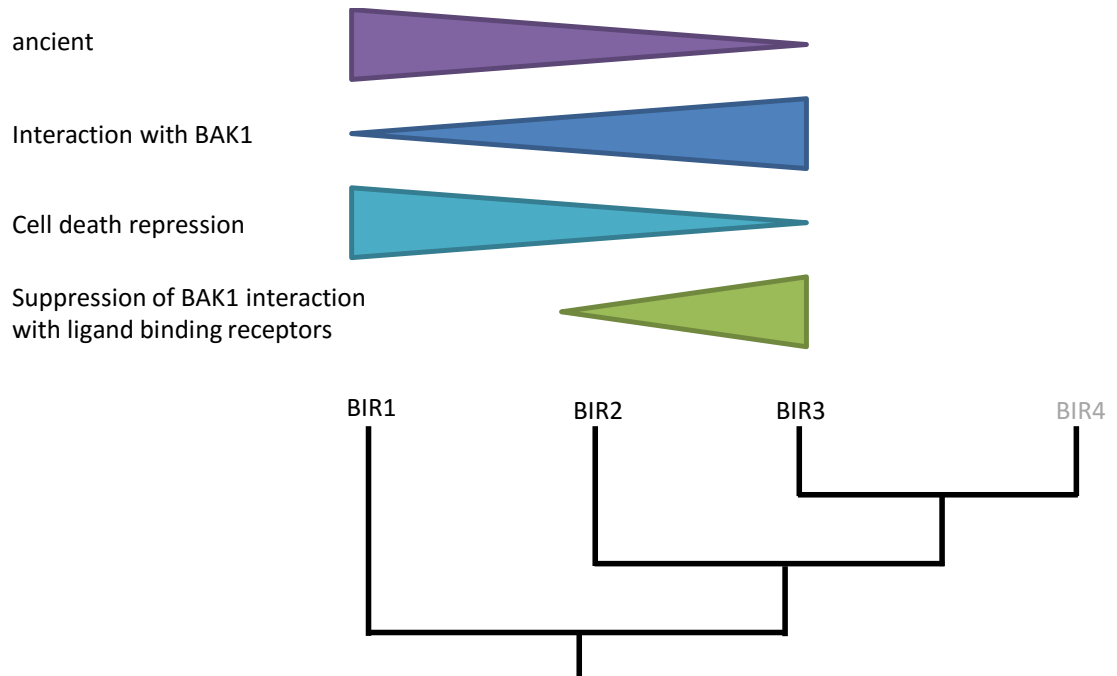 ancient
Interaction with BAK1
Cell death repression
Suppression of BAK1 interaction
with ligand binding receptors
BIR1
BIR2
BIR3
BIR4